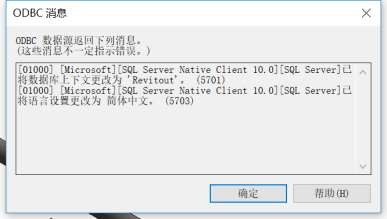 ODBC 消息
ODBC 数据源返回下列消息。
(这些消息不一定指示错误。)
[01000] [Microsoft][SQL Server Native Client 10.0][SQL Server]已
将数据库上下文更改为 'Revitout'。 (5701)
[01000] [Microsoft][SQL Server Native Client 10.0][SQL Server]已
将语言设置更改为 简体中文。 (5703)
确定
帮助(H)